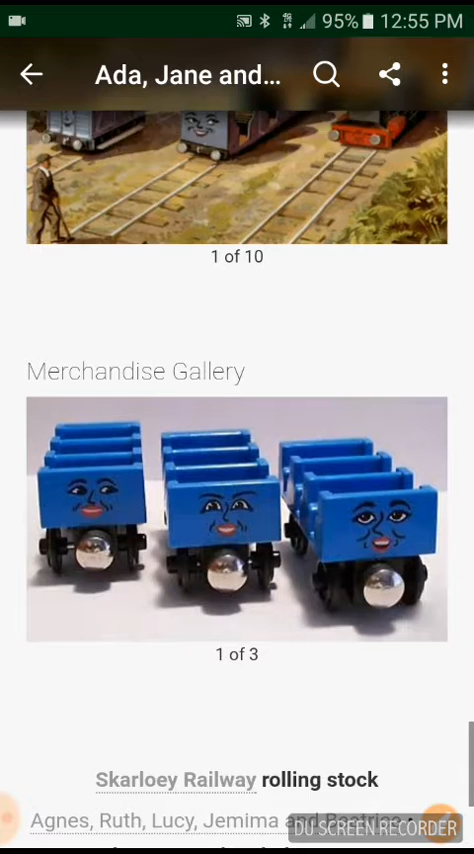 95% 12:55 PM
Ada, Jane and...
1 of 10
Merchandise Gallery
1 of 3
Skarloey Railway rolling stock
Agnes, Ruth, Lucy, Jemima and
DU SCREEN RECORDER